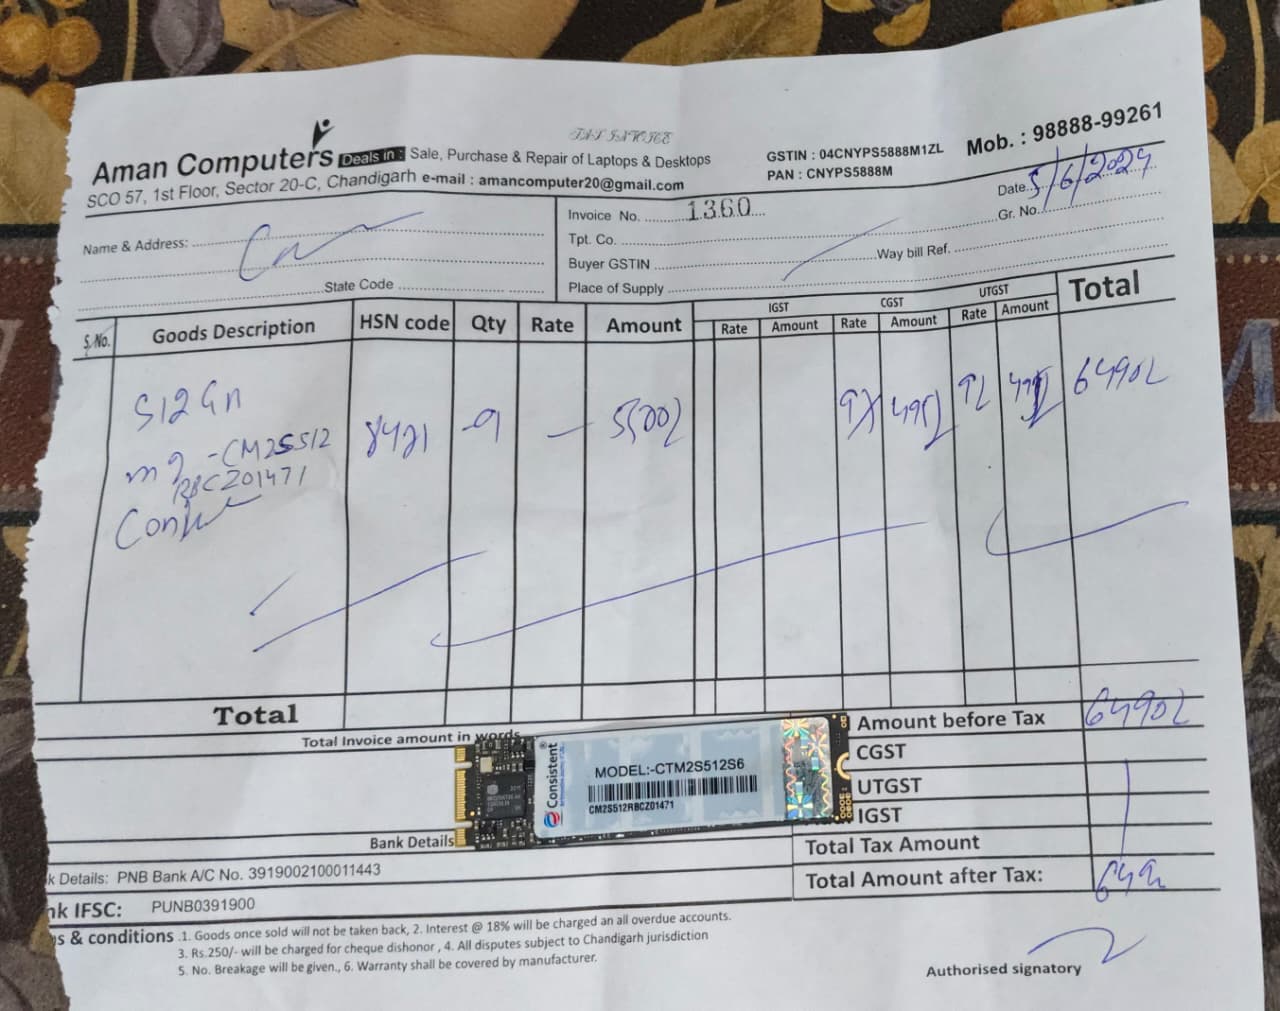 TAX INVOICE
Aman Computers Deals in : Sale, Purchase & Repair of Laptops & Desktops
SCO 57, 1st Floor, Sector 20-C, Chandigarh e-mail : amancomputer20@gmail.com
GSTIN : 04CNYPS5888M1ZL
PAN : CNYPS5888M
Mob. : 98888-99261
Name & Address:
State Code
Invoice No. 1360
Tpt. Co.
Buyer GSTIN
Place of Supply
Date 5/6/2024
Gr. No.
Way bill Ref.
S.No. Goods Description HSN code Qty Rate Amount IGST CGST UTGST Total
Rate Amount Rate Amount Rate Amount
512 5500/ 9% 495/ 9% 495/ 6490/
-CM2S512
RBCZ01471
Total
Total Invoice amount in words
Amount before Tax 6490/
CGST
UTGST
IGST
Total Tax Amount
Total Amount after Tax: 649
Consistent
MODEL:-CTM2S512S6
CM2S512RBCZ01471
Bank Details
k Details: PNB Bank A/C No. 3919002100011443
nk IFSC: PUNB0391900
s & conditions .1. Goods once sold will not be taken back, 2. Interest @ 18% will be charged an all overdue accounts.
3. Rs.250/- will be charged for cheque dishonor , 4. All disputes subject to Chandigarh jurisdiction
5. No. Breakage will be given., 6. Warranty shall be covered by manufacturer.
Authorised signatory